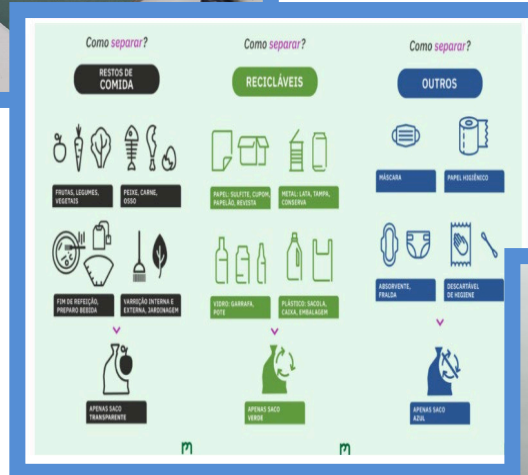 Como separar?
RESTOS DE
COMIDA
FRUTAS, LEGUMES,
VEGETAIS
PEIXE, CARNE,
OSSO
FIM DE REFEIÇÃO,
PREPARO BEBIDA
VARRIÇÃO INTERNA E
EXTERNA, JARDINAGEM
APENAS SACO
TRANSPARENTE
Como separar?
RECICLÁVEIS
PAPEL: SULFITE, CUPOM,
PAPELÃO, REVISTA
METAL: LATA, TAMPA,
CONSERVA
VIDRO: GARRAFA,
POTE
PLÁSTICO: SACOLA,
CAIXA, EMBALAGEM
APENAS SACO
VERDE
Como separar?
OUTROS
MÁSCARA
PAPEL HIGIÊNICO
ABSORVENTE,
FRALDA
DESCARTÁVEL
DE HIGIENE
APENAS SACO
AZUL